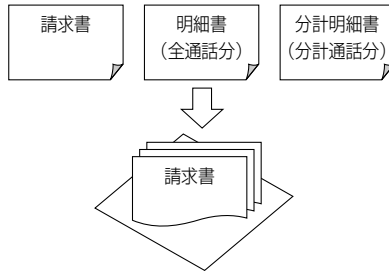 請求書
明細書
（全通話分）
分計明細書
（分計通話分）
請求書